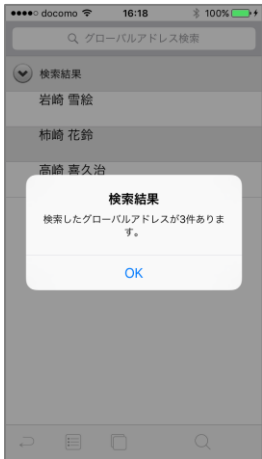 docomo 16:18 100%
グローバルアドレス検索
検索結果
岩崎 雪絵
柿崎 花鈴
高崎 喜久治
検索結果
検索したグローバルアドレスが3件ありま
す。
OK